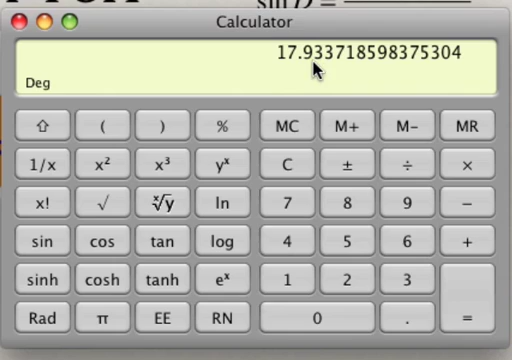 sin D =
Calculator
17.933718598375304
Deg
⇧ ( ) % MC M+ M- MR
1/x x² x³ yˣ C ± ÷ ×
x! √ ˣ√y ln 7 8 9 −
sin cos tan log 4 5 6 +
sinh cosh tanh eˣ 1 2 3
Rad π EE RN 0 . =